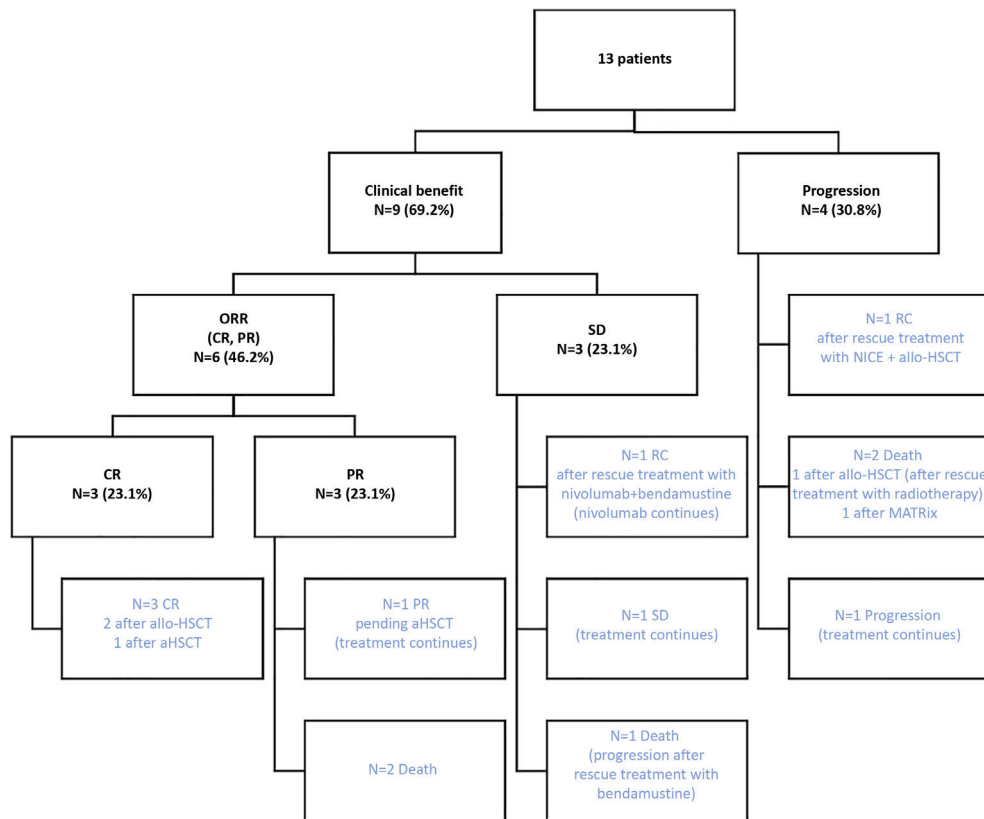 13 patients
Clinical benefit
N=9 (69.2%)
Progression
N=4 (30.8%)
ORR
(CR, PR)
N=6 (46.2%)
SD
N=3 (23.1%)
N=1 RC
after rescue treatment
with NICE + allo-HSCT
CR
N=3 (23.1%)
PR
N=3 (23.1%)
N=1 RC
after rescue treatment with
nivolumab+bendamustine
(nivolumab continues)
N=2 Death
1 after allo-HSCT (after rescue
treatment with radiotherapy)
1 after MATRix
N=3 CR
2 after allo-HSCT
1 after aHSCT
N=1 PR
pending aHSCT
(treatment continues)
N=1 SD
(treatment continues)
N=1 Progression
(treatment continues)
N=2 Death
N=1 Death
(progression after
rescue treatment with
bendamustine)